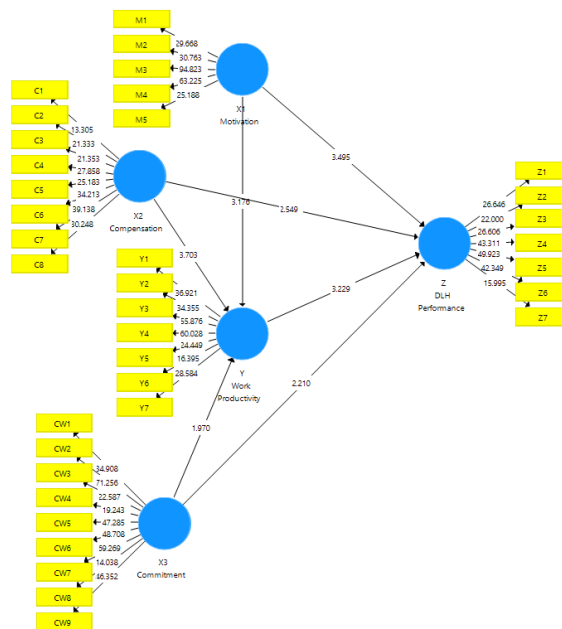 M1
M2
M3
M4
M5
29.668
30.763
94.823
63.225
25.188
X1
Motivation
C1
C2
C3
C4
C5
C6
C7
C8
13.305
21.333
21.353
27.858
25.183
34.213
39.138
30.248
X2
Compensation
3.495
3.176
2.549
3.703
Z1
Z2
Z3
Z4
Z5
Z6
Z7
26.646
22.000
26.606
43.311
49.923
42.349
15.995
Z
DLH
Performance
Y1
Y2
Y3
Y4
Y5
Y6
Y7
36.921
34.355
55.876
60.028
24.449
16.395
28.584
Y
Work
Productivity
3.229
2.210
1.970
CW1
CW2
CW3
CW4
CW5
CW6
CW7
CW8
CW9
34.908
71.256
22.587
19.243
47.285
48.708
59.269
14.038
46.352
X3
Commitment